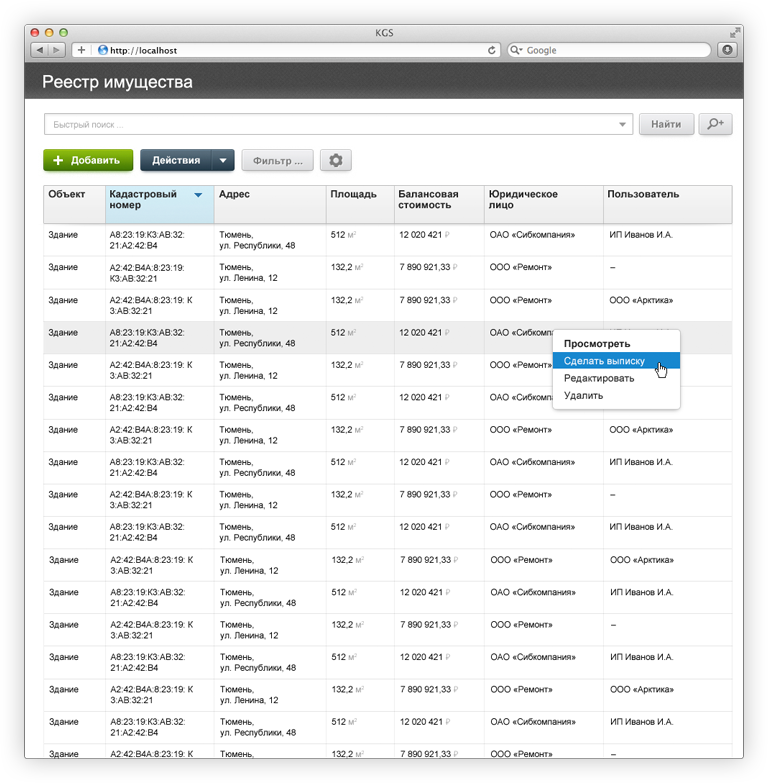 KGS
http://localhost
Google
Реестр имущества
Быстрый поиск ...
Найти
Добавить Действия Фильтр ...
Объект Кадастровый номер Адрес Площадь Балансовая стоимость Юридическое лицо Пользователь
Здание A8:23:19:K3:AB:32: Тюмень, 512 м² 12 020 421 ₽ ОАО «Сибкомпания» ИП Иванов И.А.
21:A2:42:B4 ул. Республики, 48
Здание A2:42:B4A:8:23:19: Тюмень, 132,2 м² 7 890 921,33 ₽ ООО «Ремонт» –
K3:AB:32:21 ул. Ленина, 12
Здание A2:42:B4A:8:23:19: K Тюмень, 132,2 м² 7 890 921,33 ₽ ООО «Ремонт» ООО «Арктика»
3:AB:32:21 ул. Ленина, 12
Здание A8:23:19:K3:AB:32: Тюмень, 512 м² 12 020 421 ₽ ОАО «Сибкомпа
21:A2:42:B4 ул. Республики, 48
Просмотреть
Сделать выписку
Редактировать
Удалить
Здание A2:42:B4A:8:23:19: K Тюмень, 132,2 м² 7 890 921,33 ₽ ООО «Ремонт»
3:AB:32:21 ул. Ленина, 12
Здание A8:23:19:K3:AB:32: Тюмень, 512 м² 12 020 421 ₽ ОАО «Сибкомпа
21:A2:42:B4 ул. Республики, 48
Здание A2:42:B4A:8:23:19: K Тюмень, 132,2 м² 7 890 921,33 ₽ ООО «Ремонт» ООО «Арктика»
3:AB:32:21 ул. Ленина, 12
Здание A8:23:19:K3:AB:32: Тюмень, 512 м² 12 020 421 ₽ ОАО «Сибкомпания» ИП Иванов И.А.
21:A2:42:B4 ул. Республики, 48
Здание A2:42:B4A:8:23:19: K Тюмень, 132,2 м² 7 890 921,33 ₽ ООО «Ремонт» –
3:AB:32:21 ул. Ленина, 12
Здание A8:23:19:K3:AB:32: Тюмень, 512 м² 12 020 421 ₽ ОАО «Сибкомпания» ИП Иванов И.А.
21:A2:42:B4 ул. Республики, 48
Здание A2:42:B4A:8:23:19: K Тюмень, 132,2 м² 7 890 921,33 ₽ ООО «Ремонт» ООО «Арктика»
3:AB:32:21 ул. Ленина, 12
Здание A8:23:19:K3:AB:32: Тюмень, 512 м² 12 020 421 ₽ ОАО «Сибкомпания» ИП Иванов И.А.
21:A2:42:B4 ул. Республики, 48
Здание A2:42:B4A:8:23:19: K Тюмень, 132,2 м² 7 890 921,33 ₽ ООО «Ремонт» –
3:AB:32:21 ул. Ленина, 12
Здание A8:23:19:K3:AB:32: Тюмень, 512 м² 12 020 421 ₽ ОАО «Сибкомпания» ИП Иванов И.А.
21:A2:42:B4 ул. Республики, 48
Здание A2:42:B4A:8:23:19: K Тюмень, 132,2 м² 7 890 921,33 ₽ ООО «Ремонт» ООО «Арктика»
3:AB:32:21 ул. Ленина, 12
Здание A8:23:19:K3:AB:32: Тюмень, 512 м² 12 020 421 ₽ ОАО «Сибкомпания» ИП Иванов И.А.
21:A2:42:B4 ул. Республики, 48
Здание A2:42:B4A:8:23:19: K Тюмень, 132,2 м² 7 890 921,33 ₽ ООО «Ремонт» –